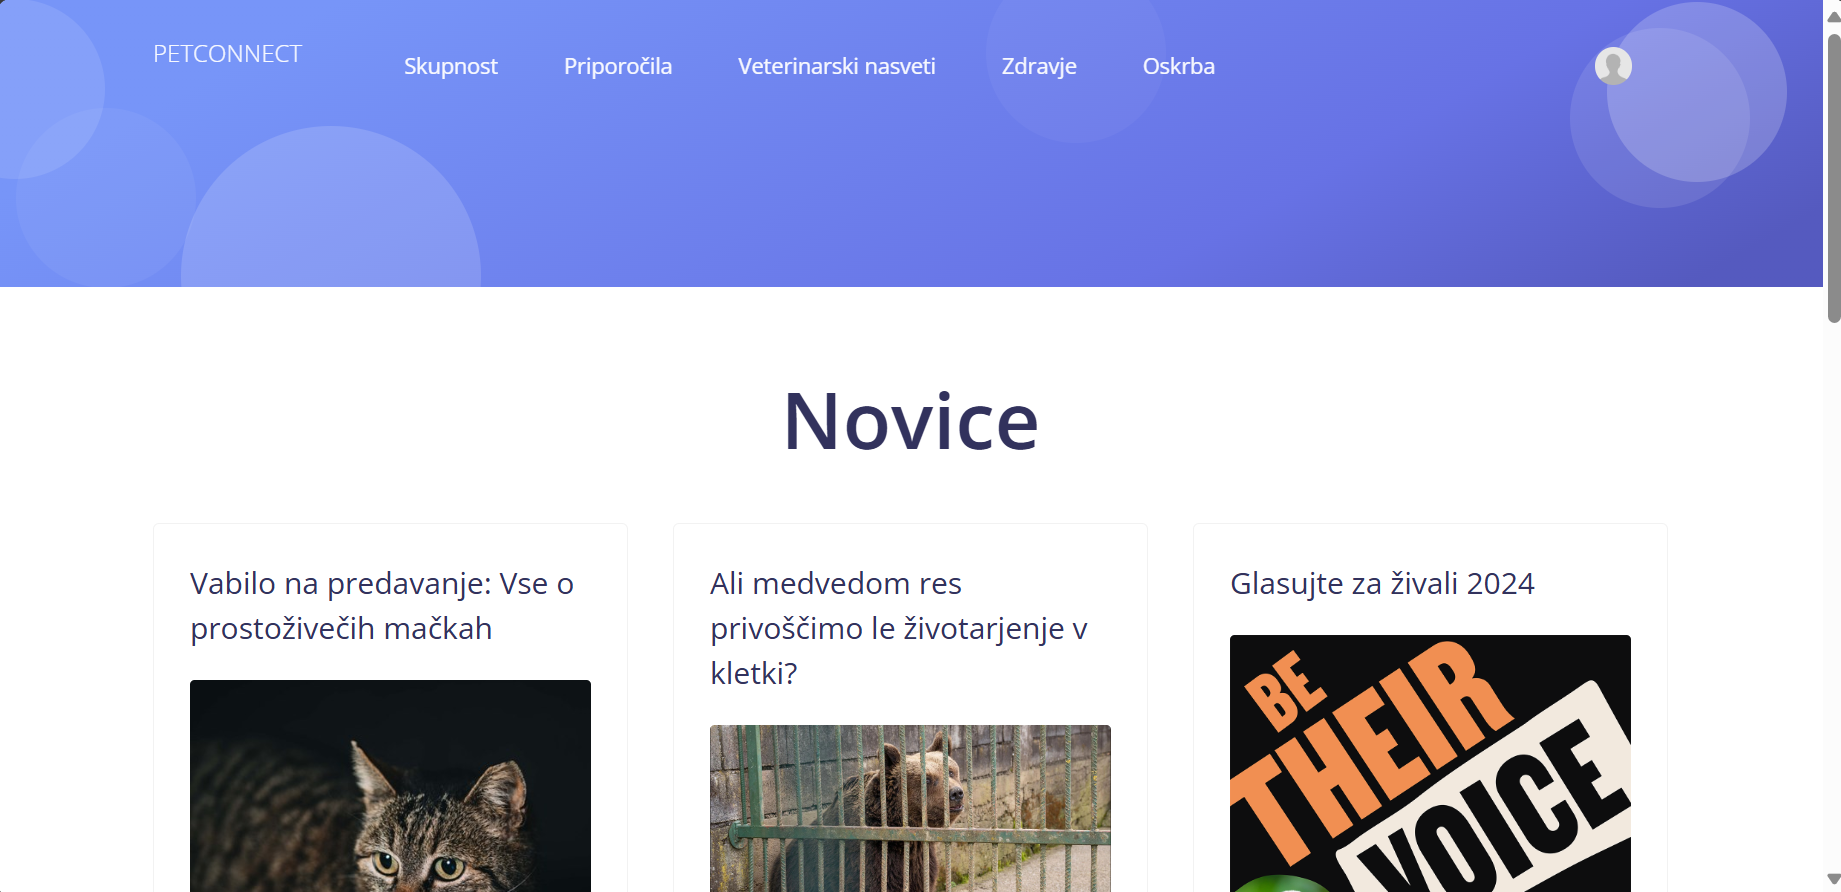 PETCONNECT
Skupnost
Priporočila
Veterinarski nasveti
Zdravje
Oskrba
Novice
Vabilo na predavanje: Vse o
prostoživečih mačkah
Ali medvedom res
privoščimo le životarjenje v
kletki?
Glasujte za živali 2024
BE
THEIR
VOICE